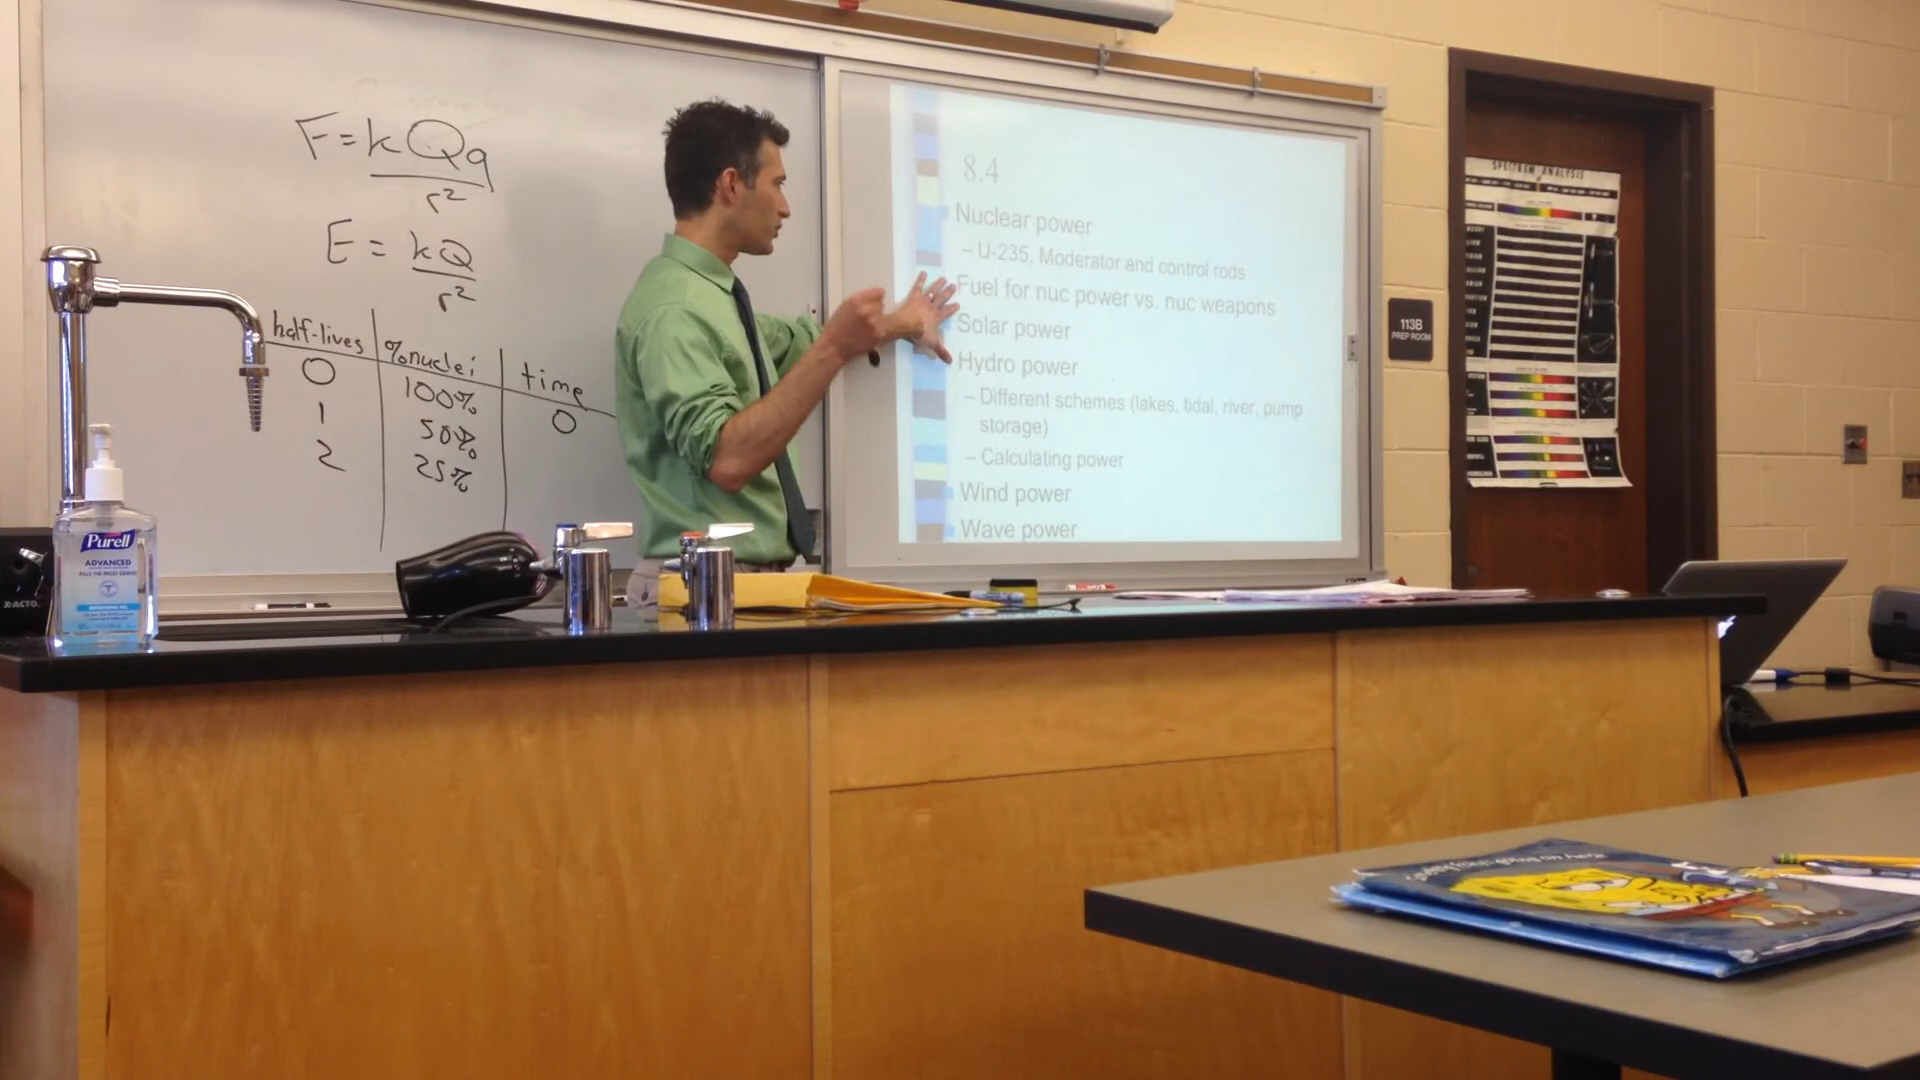 F = kQq
r²
E = kQ
r²
half-lives %nuclei time
0 100% 0
1 50%
2 25%
8.4
Nuclear power
– U-235, Moderator and control rods
Fuel for nuc power vs. nuc weapons
Solar power
Hydro power
– Different schemes (lakes, tidal, river, pump
storage)
– Calculating power
Wind power
Wave power
SPECTRUM ANALYSIS
113B
PREP ROOM
Purell
ADVANCED
X-ACTO